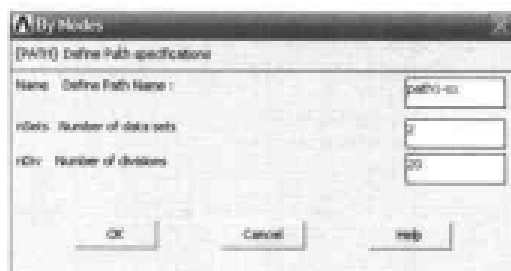 By Nodes
[PATH] Define Path specifications
Name Define Path Name :
nSets Number of data sets
2
nDiv Number of divisions
20
OK
Cancel
Help